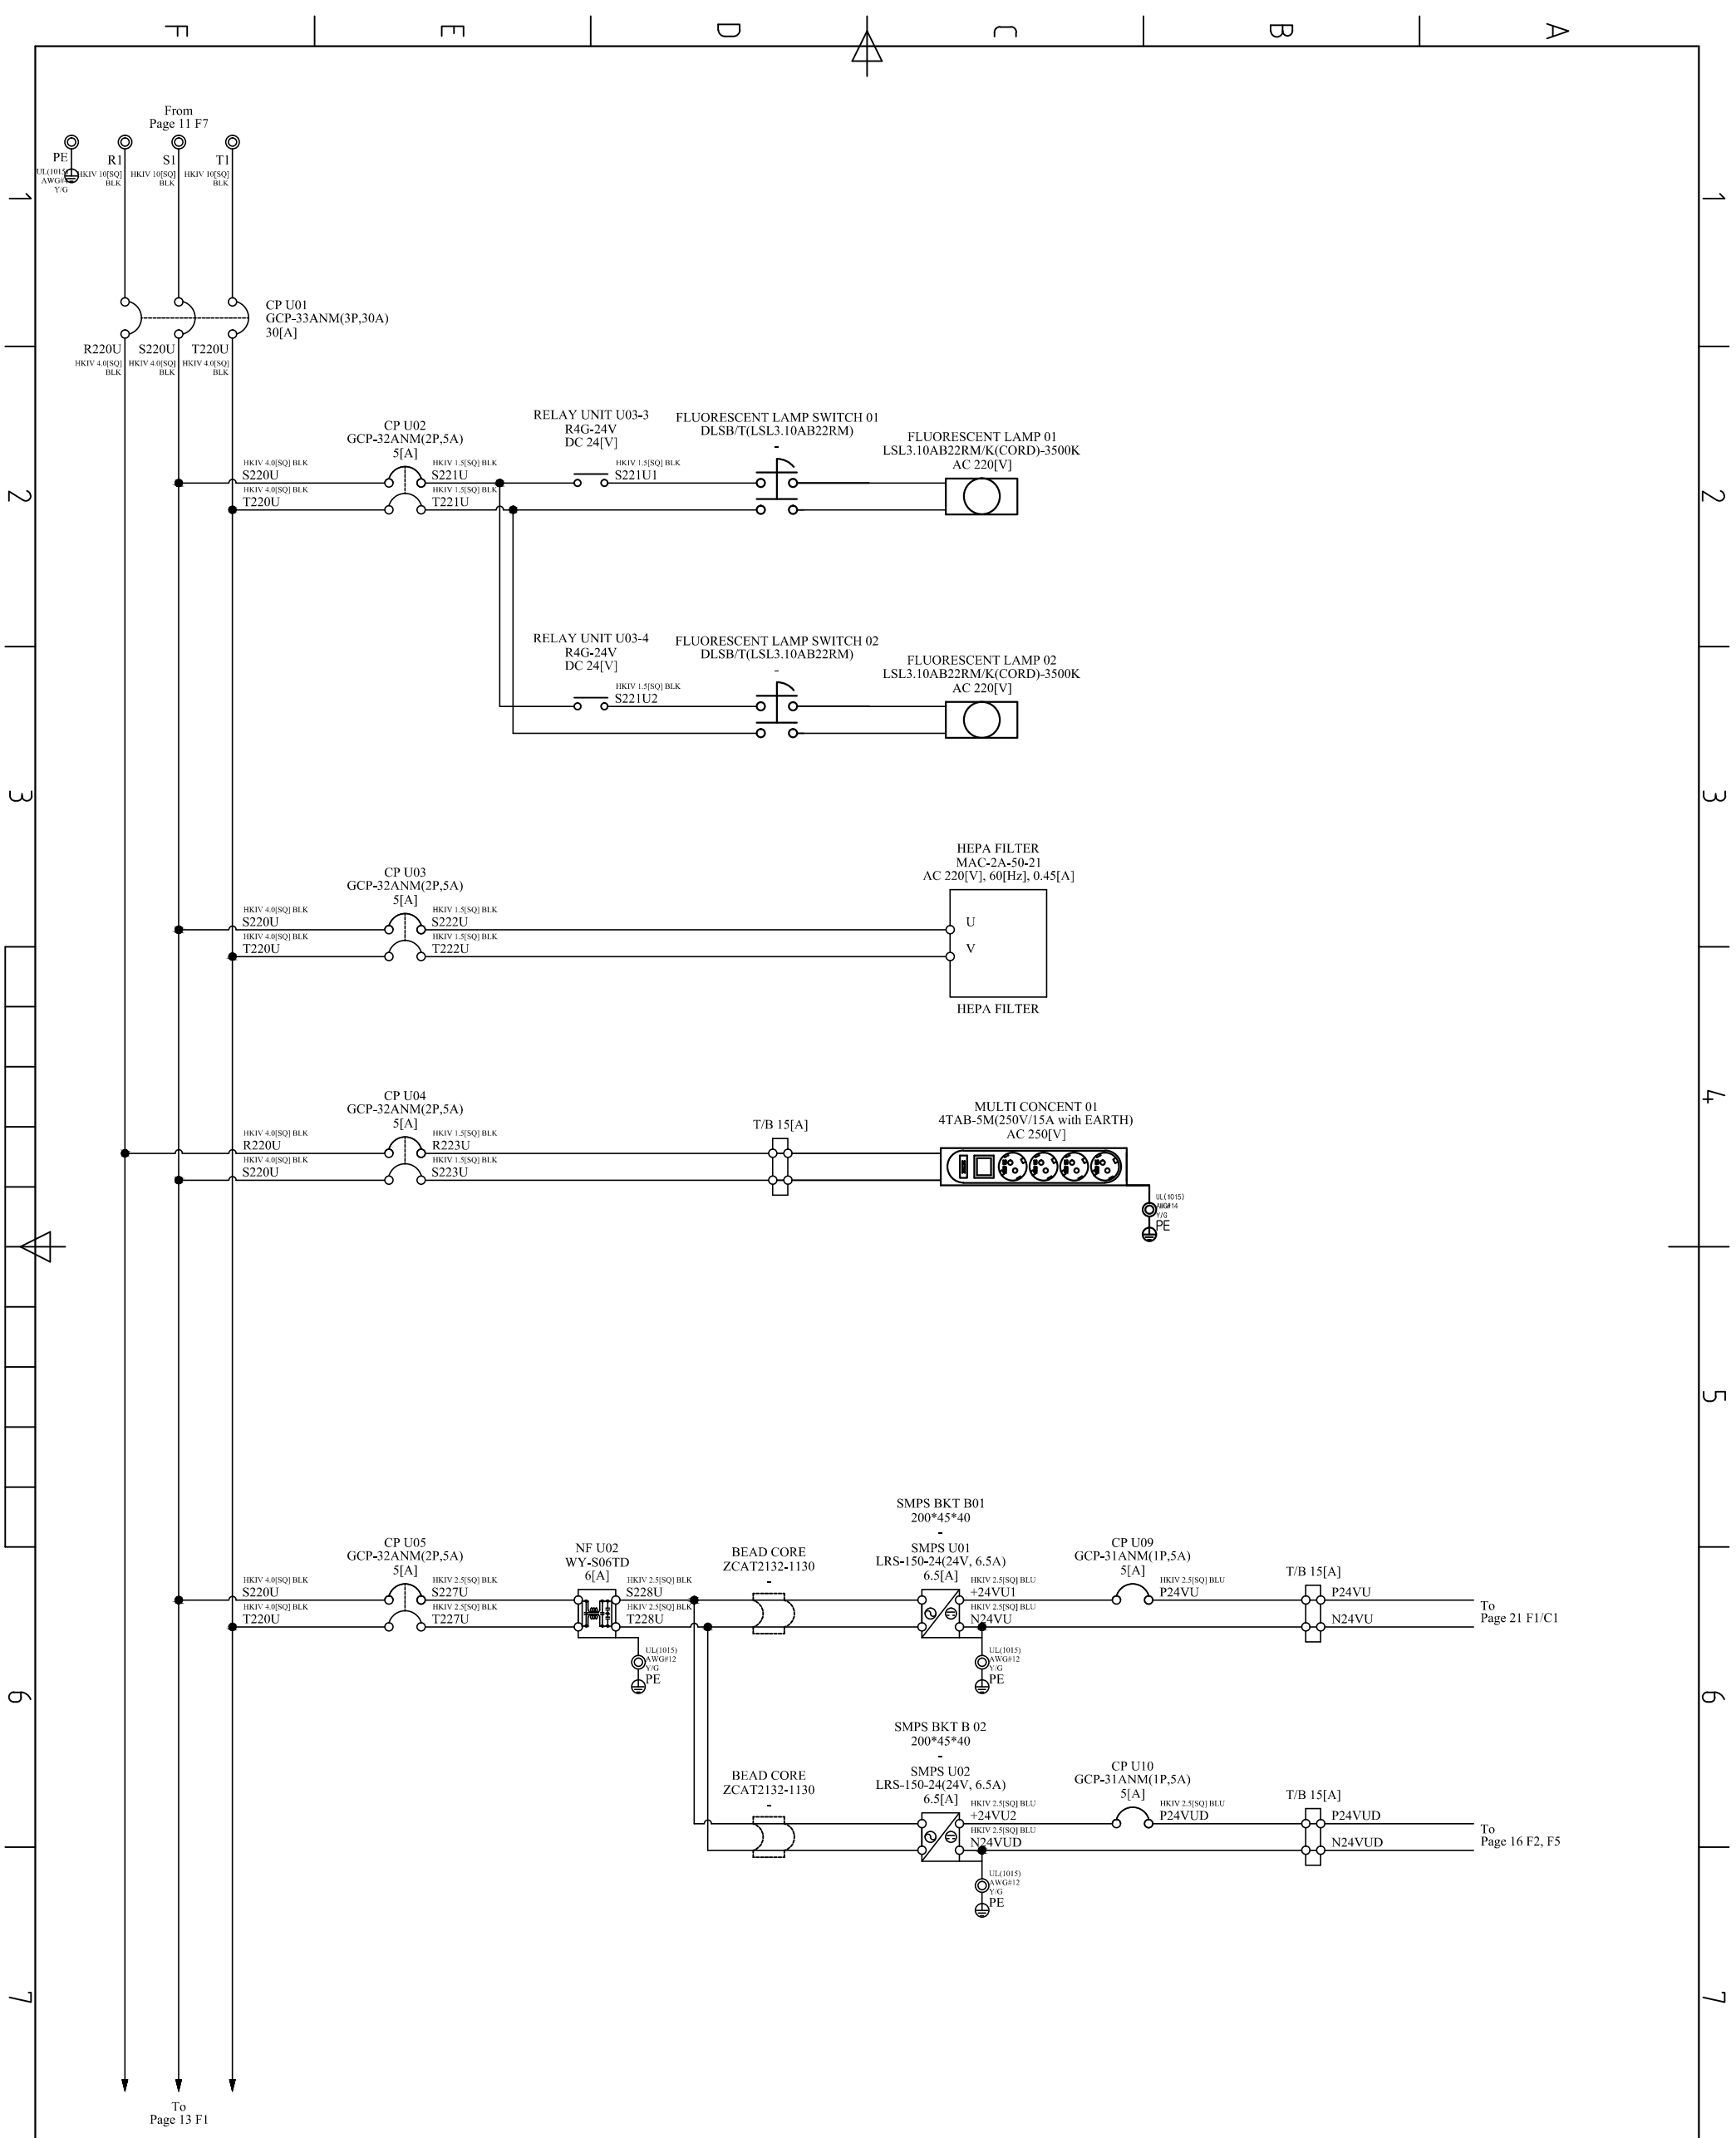 F E D C B A
From
Page 11 F7
PE
R1
S1
T1
UL(1015)
Y/G
HKIV 10[SQ]
BLK
HKIV 10[SQ]
BLK
HKIV 10[SQ]
BLK
1
1
CP U01
GCP-33ANM(3P,30A)
30[A]
R220U
S220U
T220U
HKIV 4.0[SQ]
BLK
HKIV 4.0[SQ]
BLK
HKIV 4.0[SQ]
BLK
2
2
CP U02
GCP-32ANM(2P,5A)
5[A]
HKIV 4.0[SQ] BLK
S220U
HKIV 4.0[SQ] BLK
T220U
HKIV 1.5[SQ] BLK
S221U
HKIV 1.5[SQ] BLK
T221U
RELAY UNIT U03-3
R4G-24V
DC 24[V]
HKIV 1.5[SQ] BLK
S221U1
FLUORESCENT LAMP SWITCH 01
DLSB/T(LSL3.10AB22RM)
-
FLUORESCENT LAMP 01
LSL3.10AB22RM/K(CORD)-3500K
AC 220[V]
RELAY UNIT U03-4
R4G-24V
DC 24[V]
HKIV 1.5[SQ] BLK
S221U2
FLUORESCENT LAMP SWITCH 02
DLSB/T(LSL3.10AB22RM)
-
FLUORESCENT LAMP 02
LSL3.10AB22RM/K(CORD)-3500K
AC 220[V]
3
3
CP U03
GCP-32ANM(2P,5A)
5[A]
HKIV 4.0[SQ] BLK
S220U
HKIV 4.0[SQ] BLK
T220U
HKIV 1.5[SQ] BLK
S222U
HKIV 1.5[SQ] BLK
T222U
HEPA FILTER
MAC-2A-50-21
AC 220[V], 60[Hz], 0.45[A]
U
V
HEPA FILTER
4
4
CP U04
GCP-32ANM(2P,5A)
5[A]
HKIV 4.0[SQ] BLK
R220U
HKIV 4.0[SQ] BLK
S220U
HKIV 1.5[SQ] BLK
R223U
HKIV 1.5[SQ] BLK
S223U
T/B 15[A]
MULTI CONCENT 01
4TAB-5M(250V/15A with EARTH)
AC 250[V]
UL(1015)
AWG#14
Y/G
PE
5
5
CP U05
GCP-32ANM(2P,5A)
5[A]
HKIV 4.0[SQ] BLK
S220U
HKIV 4.0[SQ] BLK
T220U
HKIV 2.5[SQ] BLK
S227U
HKIV 2.5[SQ] BLK
T227U
NF U02
WY-S06TD
6[A]
HKIV 2.5[SQ] BLK
S228U
HKIV 2.5[SQ] BLK
T228U
UL(1015)
AWG#12
Y/G
PE
BEAD CORE
ZCAT2132-1130
-
SMPS BKT B01
200*45*40
-
SMPS U01
LRS-150-24(24V, 6.5A)
6.5[A]
HKIV 2.5[SQ] BLU
+24VU1
HKIV 2.5[SQ] BLU
N24VU
UL(1015)
AWG#12
Y/G
PE
CP U09
GCP-31ANM(1P,5A)
5[A]
HKIV 2.5[SQ] BLU
P24VU
T/B 15[A]
P24VU
N24VU
To
Page 21 F1/C1
6
6
BEAD CORE
ZCAT2132-1130
-
SMPS BKT B 02
200*45*40
-
SMPS U02
LRS-150-24(24V, 6.5A)
6.5[A]
HKIV 2.5[SQ] BLU
+24VU2
HKIV 2.5[SQ] BLU
N24VUD
UL(1015)
AWG#12
Y/G
PE
CP U10
GCP-31ANM(1P,5A)
5[A]
HKIV 2.5[SQ] BLU
P24VUD
T/B 15[A]
P24VUD
N24VUD
To
Page 16 F2, F5
7
7
To
Page 13 F1